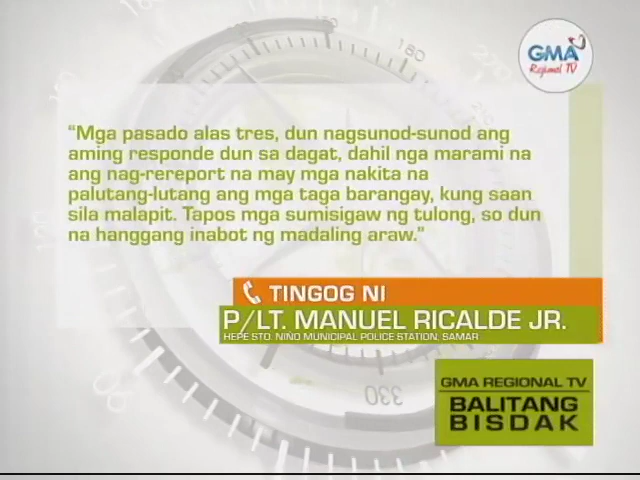 GMA
Regional TV
"Mga pasado alas tres, dun nagsunod-sunod ang
aming responde dun sa dagat, dahil nga marami na
ang nag-rereport na may mga nakita na
palutang-lutang ang mga taga barangay, kung saan
sila malapit. Tapos mga sumisigaw ng tulong, so dun
na hanggang inabot ng madaling araw."
TINGOG NI
P/LT. MANUEL RICALDE JR.
HEPE STO. NIÑO MUNICIPAL POLICE STATION, SAMAR
GMA REGIONAL TV
BALITANG
BISDAK
180
330